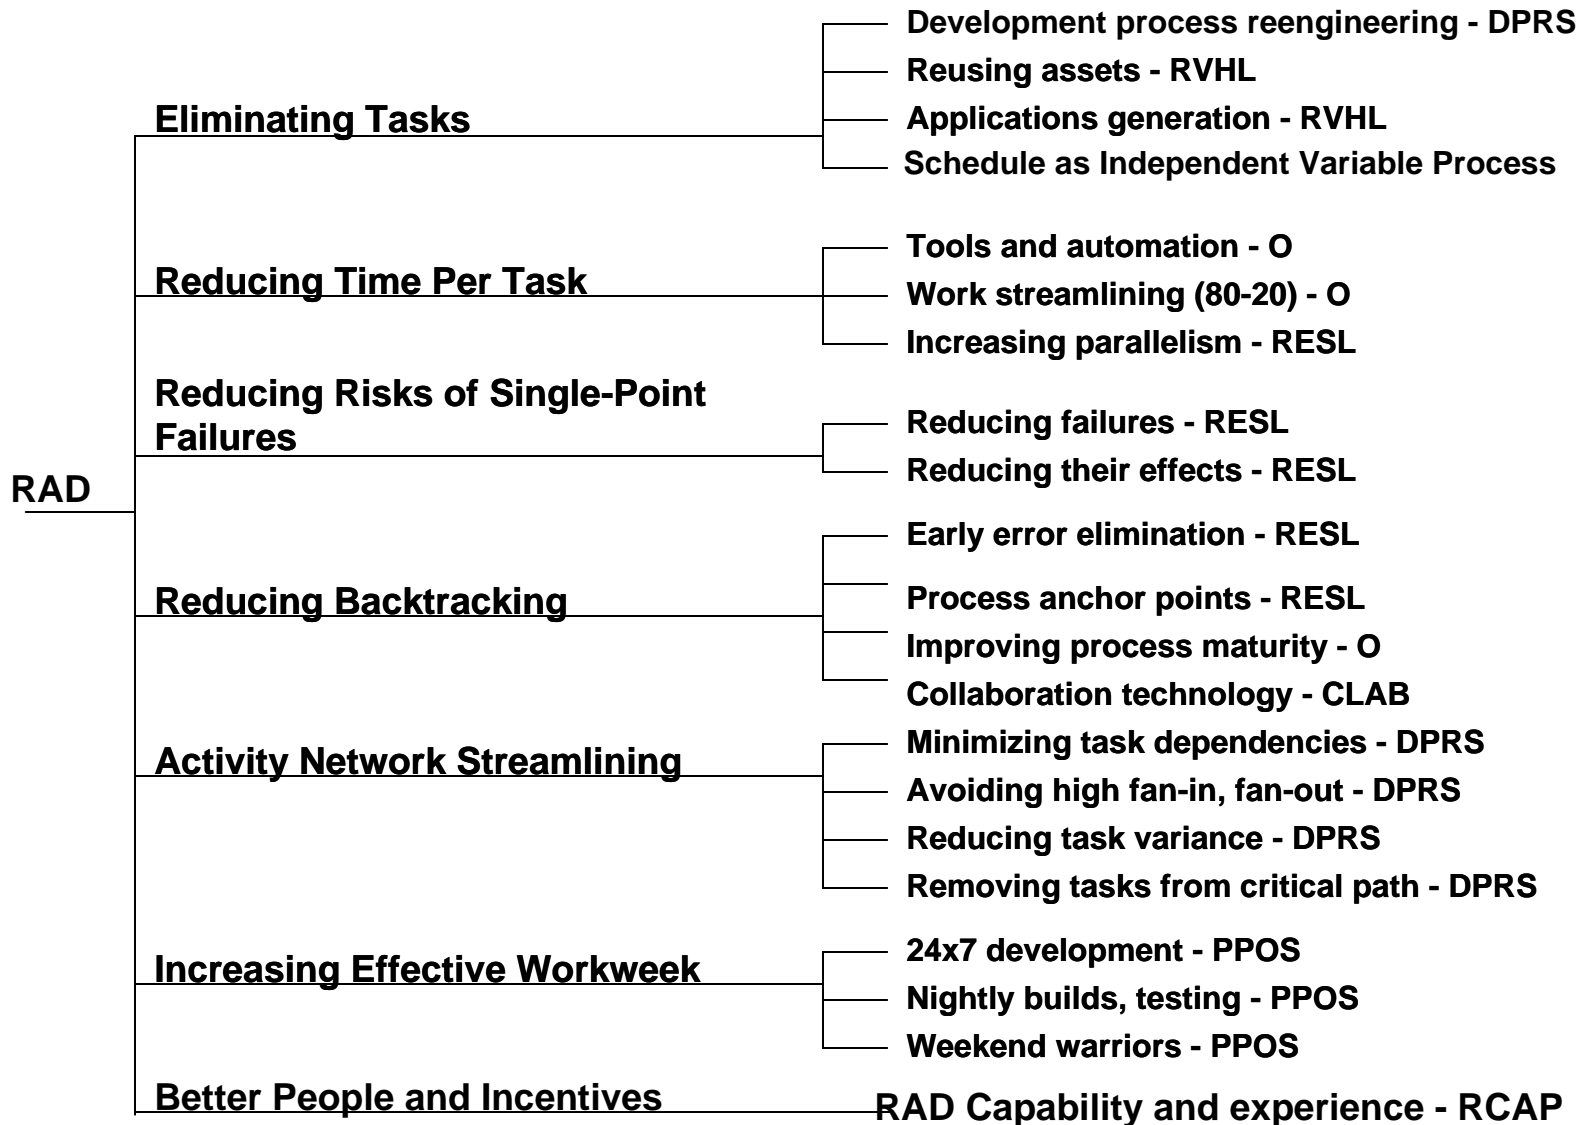 RAD
Eliminating Tasks
Development process reengineering - DPRS
Reusing assets - RVHL
Applications generation - RVHL
Schedule as Independent Variable Process
Reducing Time Per Task
Tools and automation - O
Work streamlining (80-20) - O
Increasing parallelism - RESL
Reducing Risks of Single-Point
Failures
Reducing failures - RESL
Reducing their effects - RESL
Reducing Backtracking
Early error elimination - RESL
Process anchor points - RESL
Improving process maturity - O
Collaboration technology - CLAB
Activity Network Streamlining
Minimizing task dependencies - DPRS
Avoiding high fan-in, fan-out - DPRS
Reducing task variance - DPRS
Removing tasks from critical path - DPRS
Increasing Effective Workweek
24x7 development - PPOS
Nightly builds, testing - PPOS
Weekend warriors - PPOS
Better People and Incentives
RAD Capability and experience - RCAP